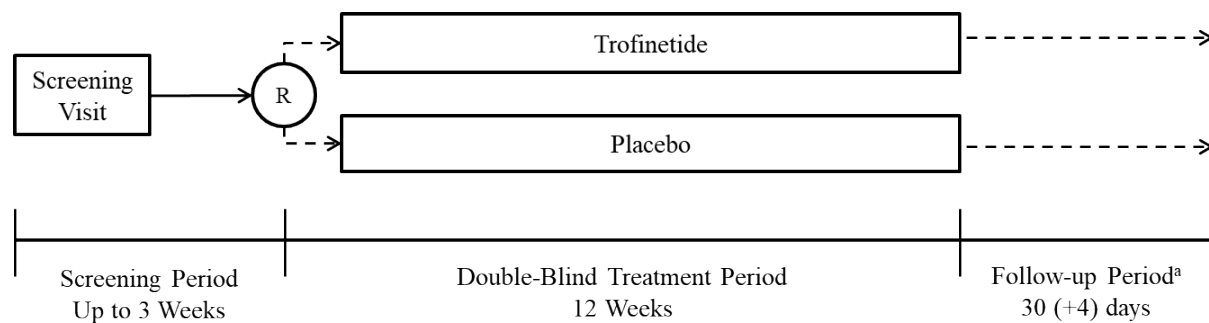 Trofinetide
Screening
Visit
R
Placebo
Screening Period
Up to 3 Weeks
Double-Blind Treatment Period
12 Weeks
Follow-up Periodᵃ
30 (+4) days